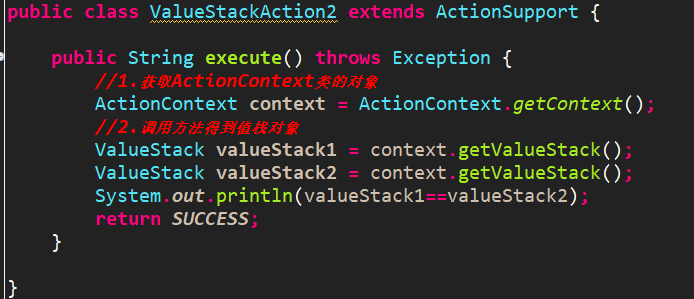 public class ValueStackAction2 extends ActionSupport {
public String execute() throws Exception {
//1.获取ActionContext类的对象
ActionContext context = ActionContext.getContext();
//2.调用方法得到值栈对象
ValueStack valueStack1 = context.getValueStack();
ValueStack valueStack2 = context.getValueStack();
System.out.println(valueStack1==valueStack2);
return SUCCESS;
}
}